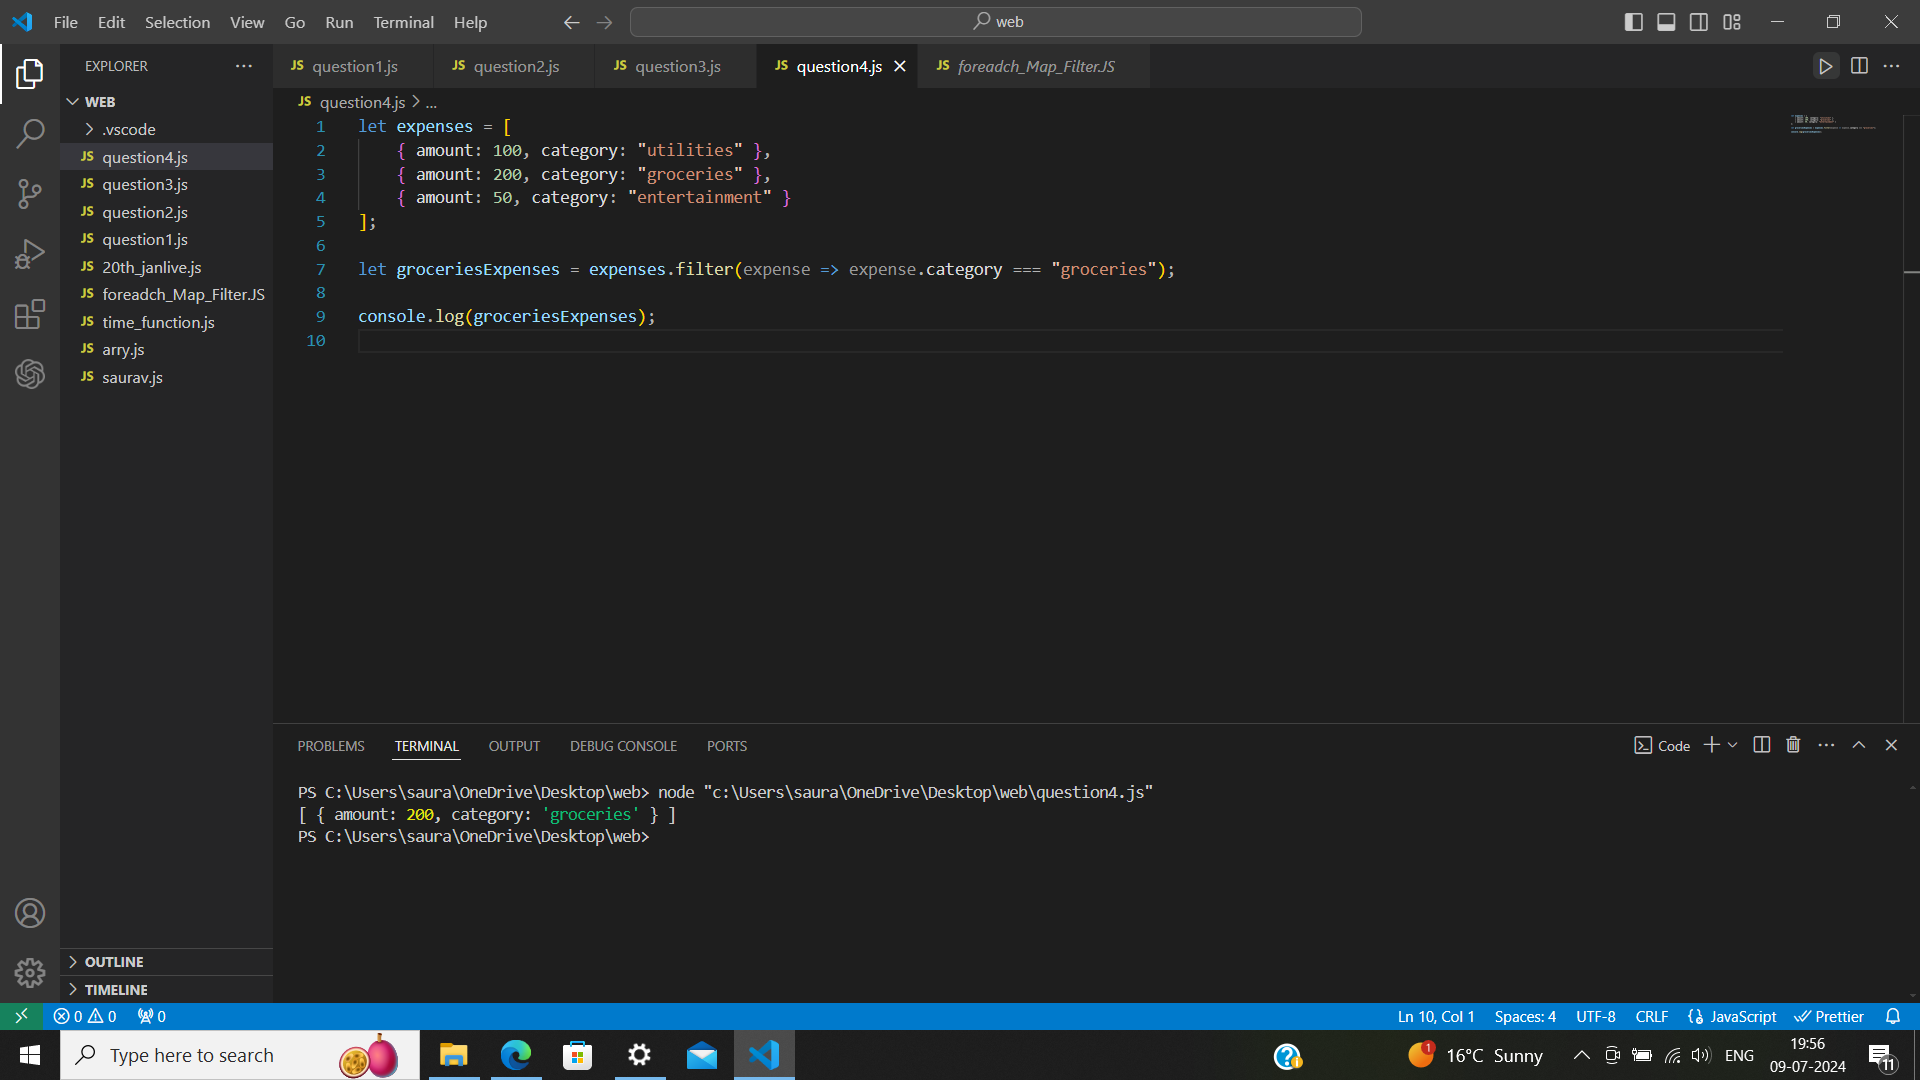 File Edit Selection View Go Run Terminal Help
web
EXPLORER
WEB
.vscode
JS question4.js
JS question3.js
JS question2.js
JS question1.js
JS 20th_janlive.js
JS foreadch_Map_Filter.JS
JS time_function.js
JS arry.js
JS saurav.js
OUTLINE
TIMELINE
JS question1.js JS question2.js JS question3.js JS question4.js JS foreadch_Map_Filter.JS
JS question4.js > ...
1 let expenses = [
2 { amount: 100, category: "utilities" },
3 { amount: 200, category: "groceries" },
4 { amount: 50, category: "entertainment" }
5 ];
6
7 let groceriesExpenses = expenses.filter(expense => expense.category === "groceries");
8
9 console.log(groceriesExpenses);
10
PROBLEMS TERMINAL OUTPUT DEBUG CONSOLE PORTS
Code
PS C:\Users\saura\OneDrive\Desktop\web> node "c:\Users\saura\OneDrive\Desktop\web\question4.js"
[ { amount: 200, category: 'groceries' } ]
PS C:\Users\saura\OneDrive\Desktop\web>
0 0 0
Ln 10, Col 1 Spaces: 4 UTF-8 CRLF {} JavaScript Prettier
Type here to search
1 16°C Sunny
ENG
19:56
09-07-2024
11